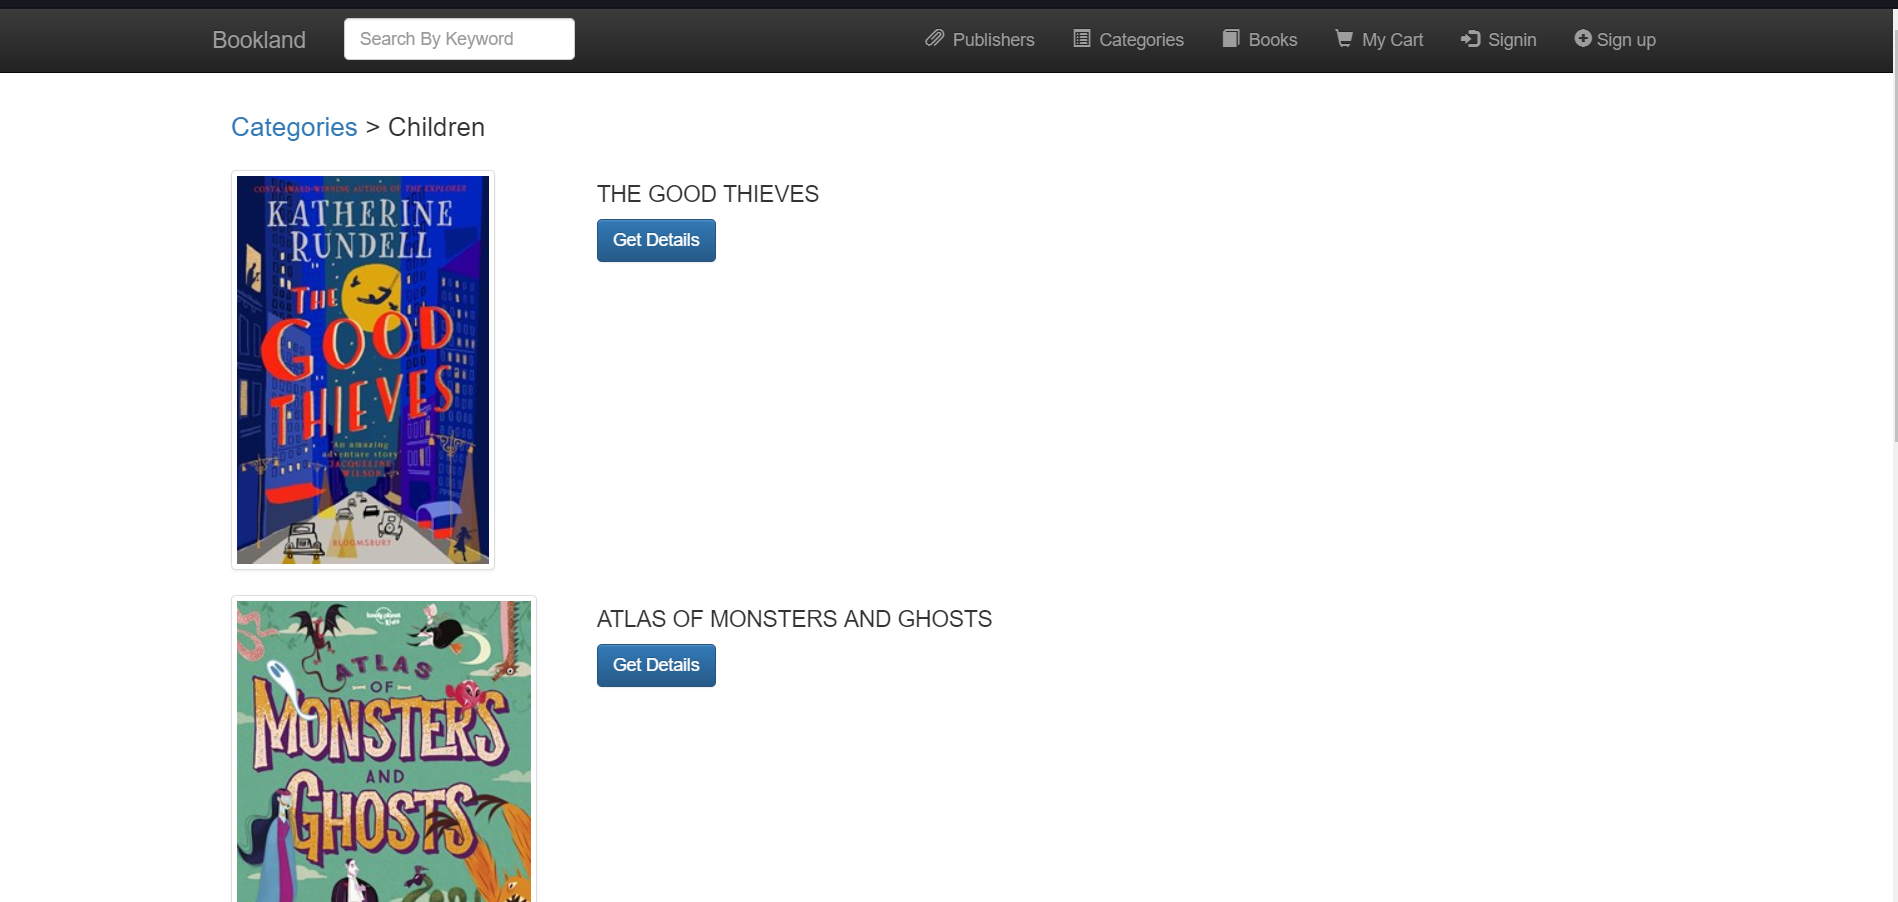 Bookland
Search By Keyword
Publishers
Categories
Books
My Cart
Signin
Sign up
Categories > Children
COSTA AWARD-WINNING AUTHOR OF THE EXPLORER
KATHERINE
RUNDELL
THE
GOOD
THIEVES
'An amazing
adventure story'
JACQUELINE
WILSON
BLOOMSBURY
THE GOOD THIEVES
Get Details
lonely planet
Kids
ATLAS
OF
MONSTERS
AND
GHOSTS
ATLAS OF MONSTERS AND GHOSTS
Get Details